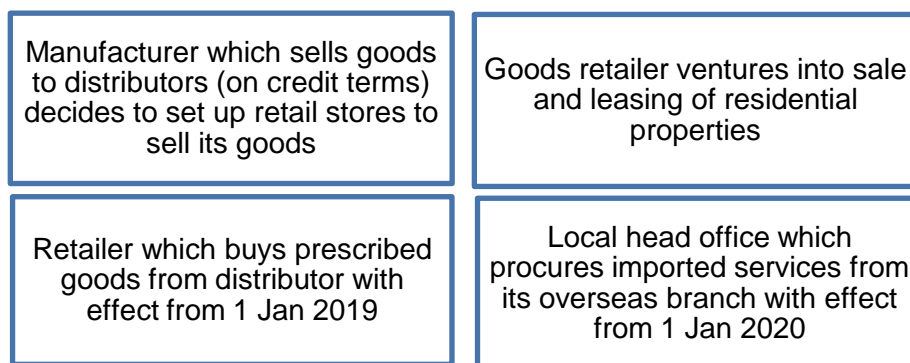 Manufacturer which sells goods
to distributors (on credit terms)
decides to set up retail stores to
sell its goods
Goods retailer ventures into sale
and leasing of residential
properties
Retailer which buys prescribed
goods from distributor with
effect from 1 Jan 2019
Local head office which
procures imported services from
its overseas branch with effect
from 1 Jan 2020